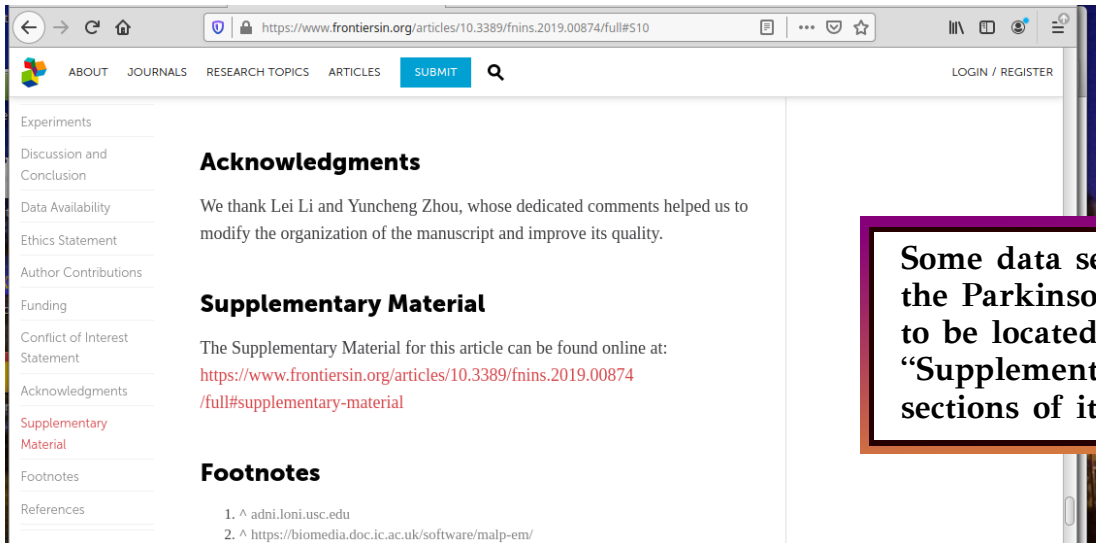 https://www.frontiersin.org/articles/10.3389/fnins.2019.00874/full#S10
ABOUT JOURNALS RESEARCH TOPICS ARTICLES SUBMIT LOGIN / REGISTER
Experiments
Discussion and
Conclusion
Data Availability
Ethics Statement
Author Contributions
Funding
Conflict of Interest
Statement
Acknowledgments
Supplementary
Material
Footnotes
References
Acknowledgments
We thank Lei Li and Yuncheng Zhou, whose dedicated comments helped us to
modify the organization of the manuscript and improve its quality.
Supplementary Material
The Supplementary Material for this article can be found online at:
https://www.frontiersin.org/articles/10.3389/fnins.2019.00874
/full#supplementary-material
Footnotes
1. ^ adni.loni.usc.edu
2. ^ https://biomedia.doc.ic.ac.uk/software/malp-em/
Some data se
the Parkinso
to be located
“Supplement
sections of it